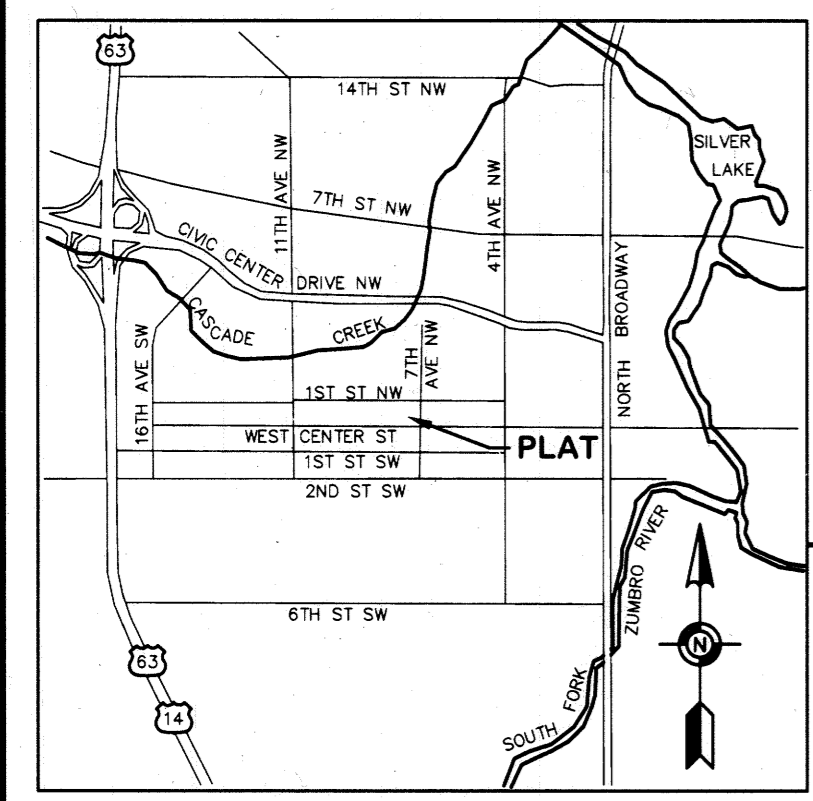 63
14TH ST NW
SILVER
LAKE
11TH AVE NW
7TH ST NW
4TH AVE NW
CIVIC CENTER DRIVE NW
NORTH BROADWAY
CASCADE CREEK
16TH AVE SW
7TH
AVE NW
1ST ST NW
WEST CENTER ST
PLAT
1ST ST SW
2ND ST SW
ZUMBRO RIVER
6TH ST SW
N
63
14
SOUTH FORK